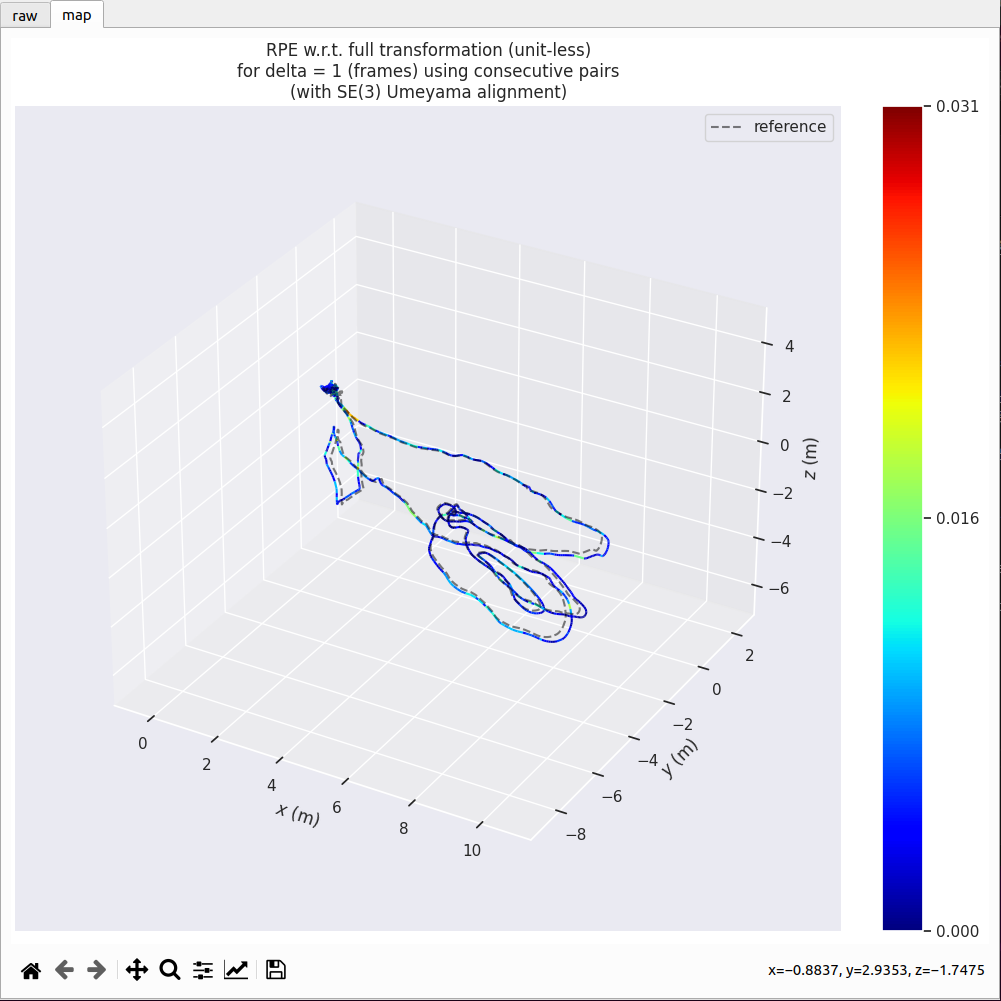 raw
map
RPE w.r.t. full transformation (unit-less)
for delta = 1 (frames) using consecutive pairs
(with SE(3) Umeyama alignment)
reference
0.031
0.016
0.000
4
2
0
−2
−4
−6
z (m)
2
0
−2
−4
−6
−8
y (m)
0
2
4
6
8
10
x (m)
x=−0.8837, y=2.9353, z=−1.7475